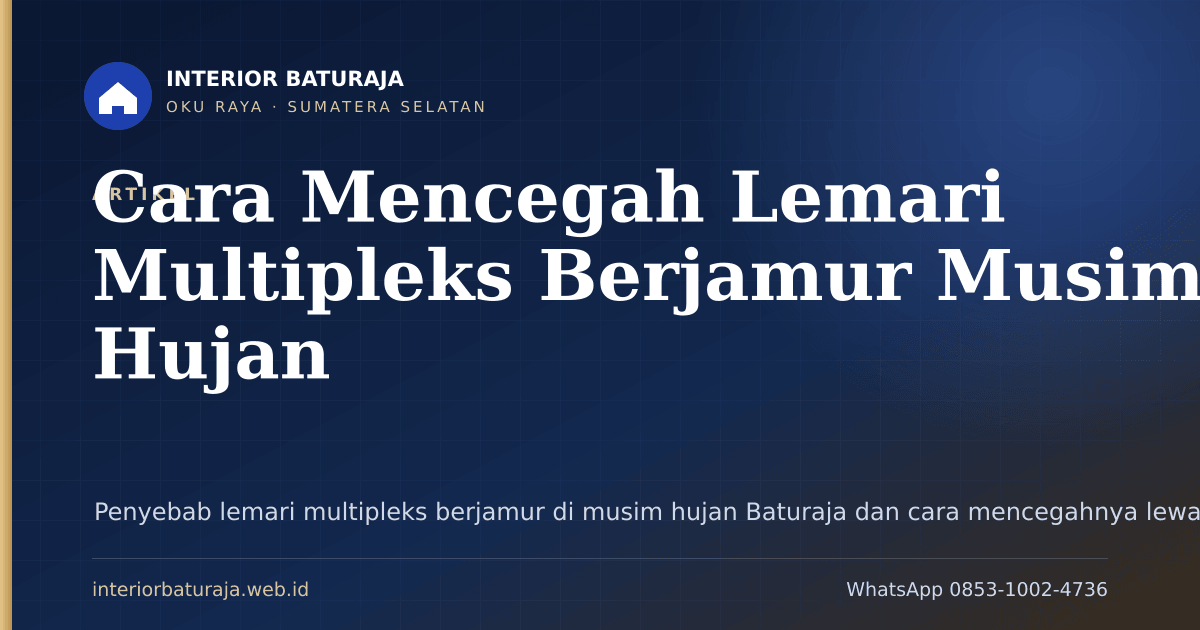 INTERIOR BATURAJA
OKU RAYA · SUMATERA SELATAN
ARTIKEL
Cara Mencegah Lemari
Multipleks Berjamur Musim
Hujan
Penyebab lemari multipleks berjamur di musim hujan Baturaja dan cara mencegahnya
interiorbaturaja.web.id
WhatsApp 0853-1002-4736